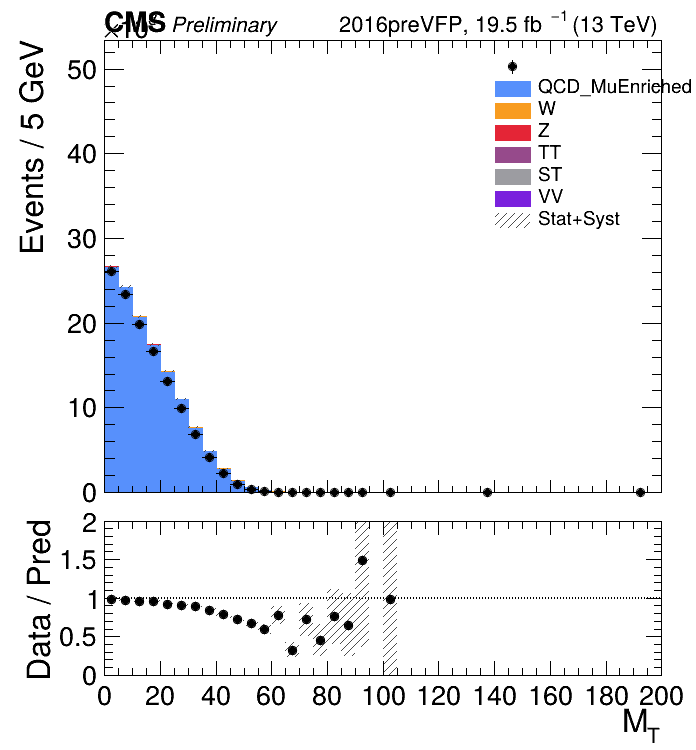 CMS Preliminary 2016preVFP, 19.5 fb⁻¹ (13 TeV)
Events / 5 GeV
50
40
30
20
10
0
QCD_MuEnriched
W
Z
TT
ST
VV
Stat+Syst
Data / Pred
2
1.5
1
0.5
0
0 20 40 60 80 100 120 140 160 180 200
M_T